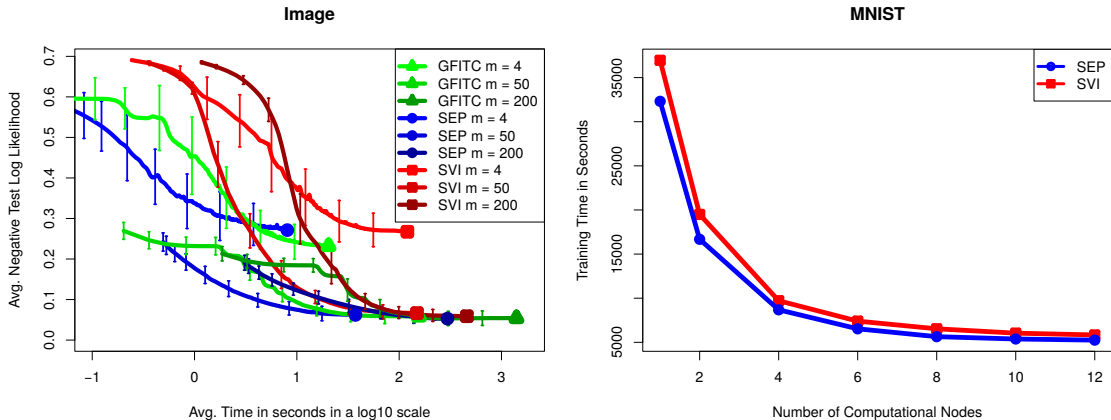 Image
Avg. Negative Test Log Likelihood
0.7
0.6
0.5
0.4
0.3
0.2
0.1
0.0
−1
0
1
2
3
Avg. Time in seconds in a log10 scale
GFITC m = 4
GFITC m = 50
GFITC m = 200
SEP m = 4
SEP m = 50
SEP m = 200
SVI m = 4
SVI m = 50
SVI m = 200
MNIST
Training Time in Seconds
35000
25000
15000
5000
2
4
6
8
10
12
Number of Computational Nodes
SEP
SVI